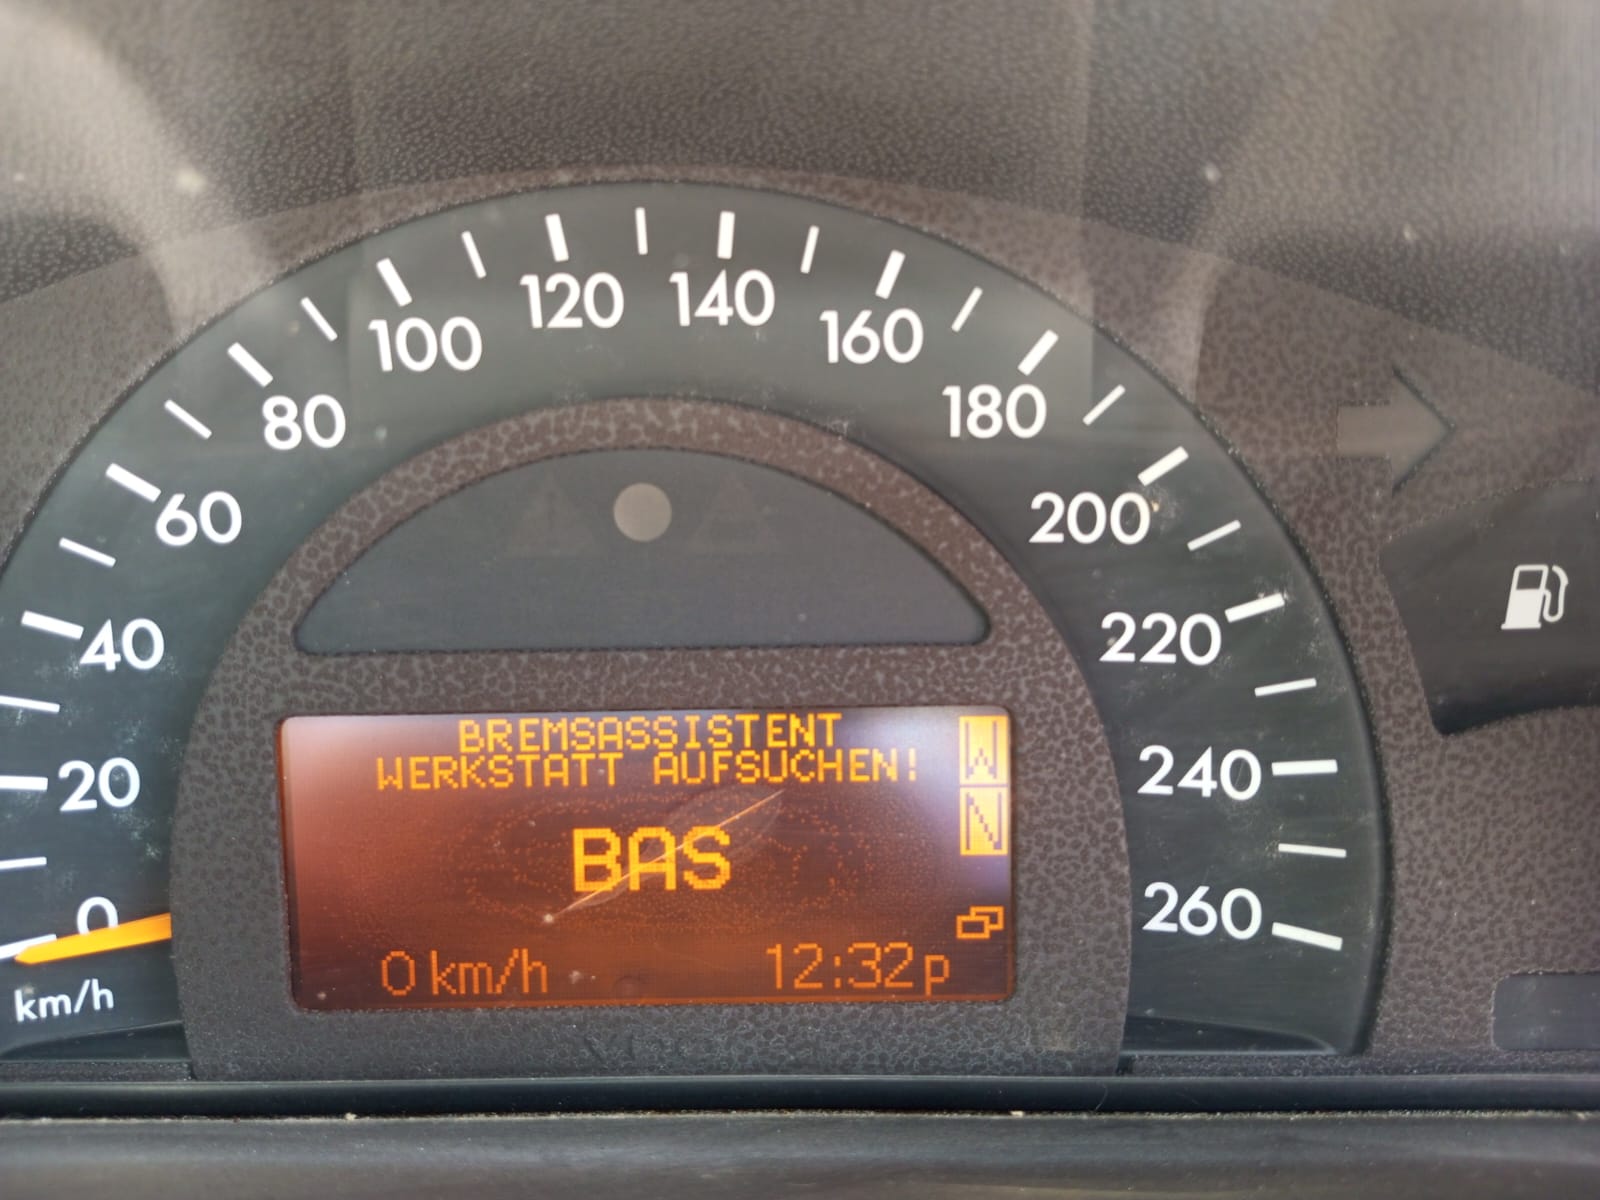 0
20
40
60
80
100
120
140
160
180
200
220
240
260
km/h
BREMSASSISTENT
WERKSTATT AUFSUCHEN!
W
BAS
N
0 km/h
12:32p